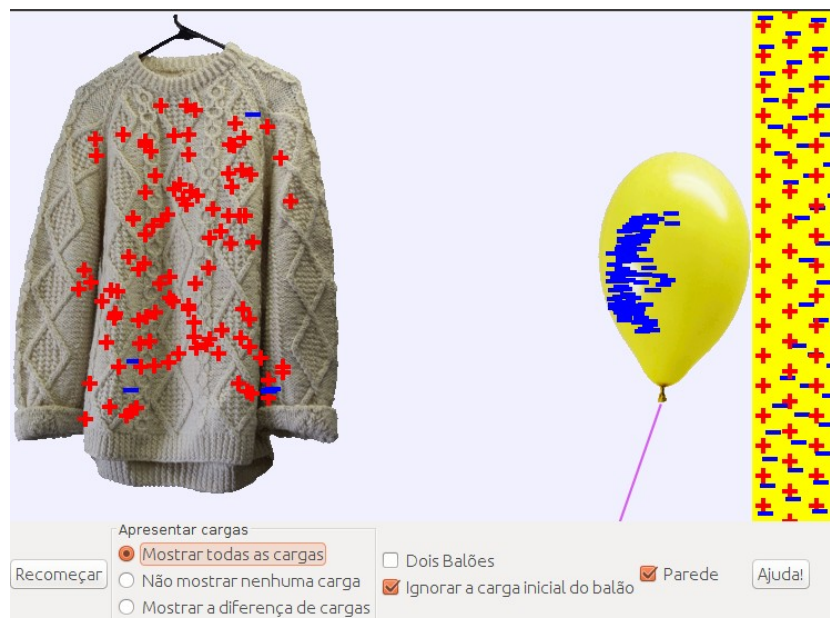 Apresentar cargas
Mostrar todas as cargas
Não mostrar nenhuma carga
Mostrar a diferença de cargas
Recomeçar
Dois Balões
Ignorar a carga inicial do balão
Parede
Ajuda!